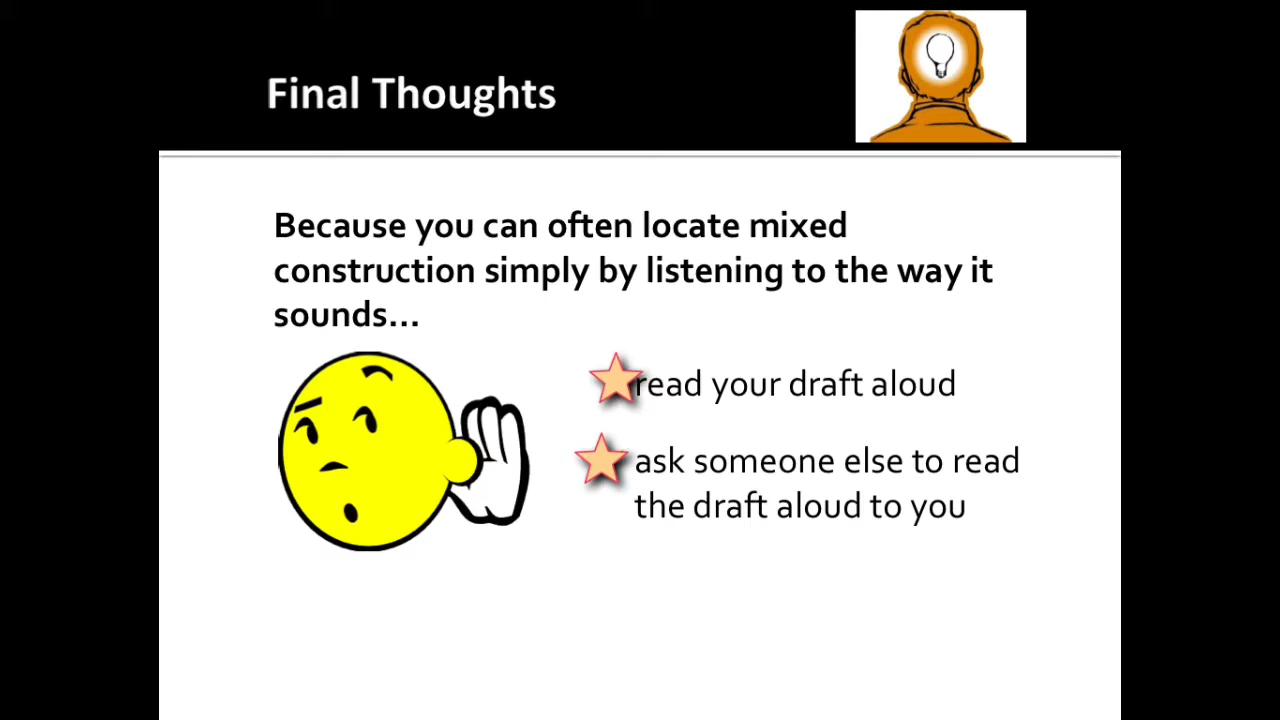 Final Thoughts
Because you can often locate mixed
construction simply by listening to the way it
sounds...
read your draft aloud
ask someone else to read
the draft aloud to you